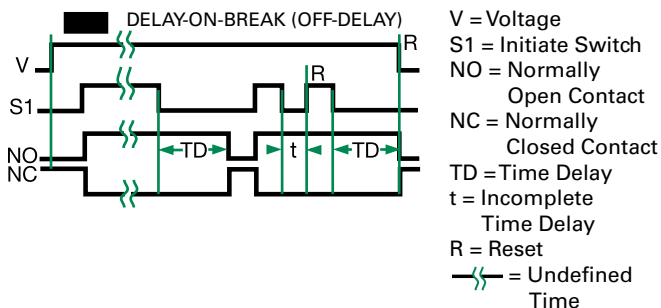 DELAY-ON-BREAK (OFF-DELAY)
R
V
R
S1
NO
NC
TD
t
TD
V = Voltage
S1 = Initiate Switch
NO = Normally
Open Contact
NC = Normally
Closed Contact
TD = Time Delay
t = Incomplete
Time Delay
R = Reset
= Undefined
Time